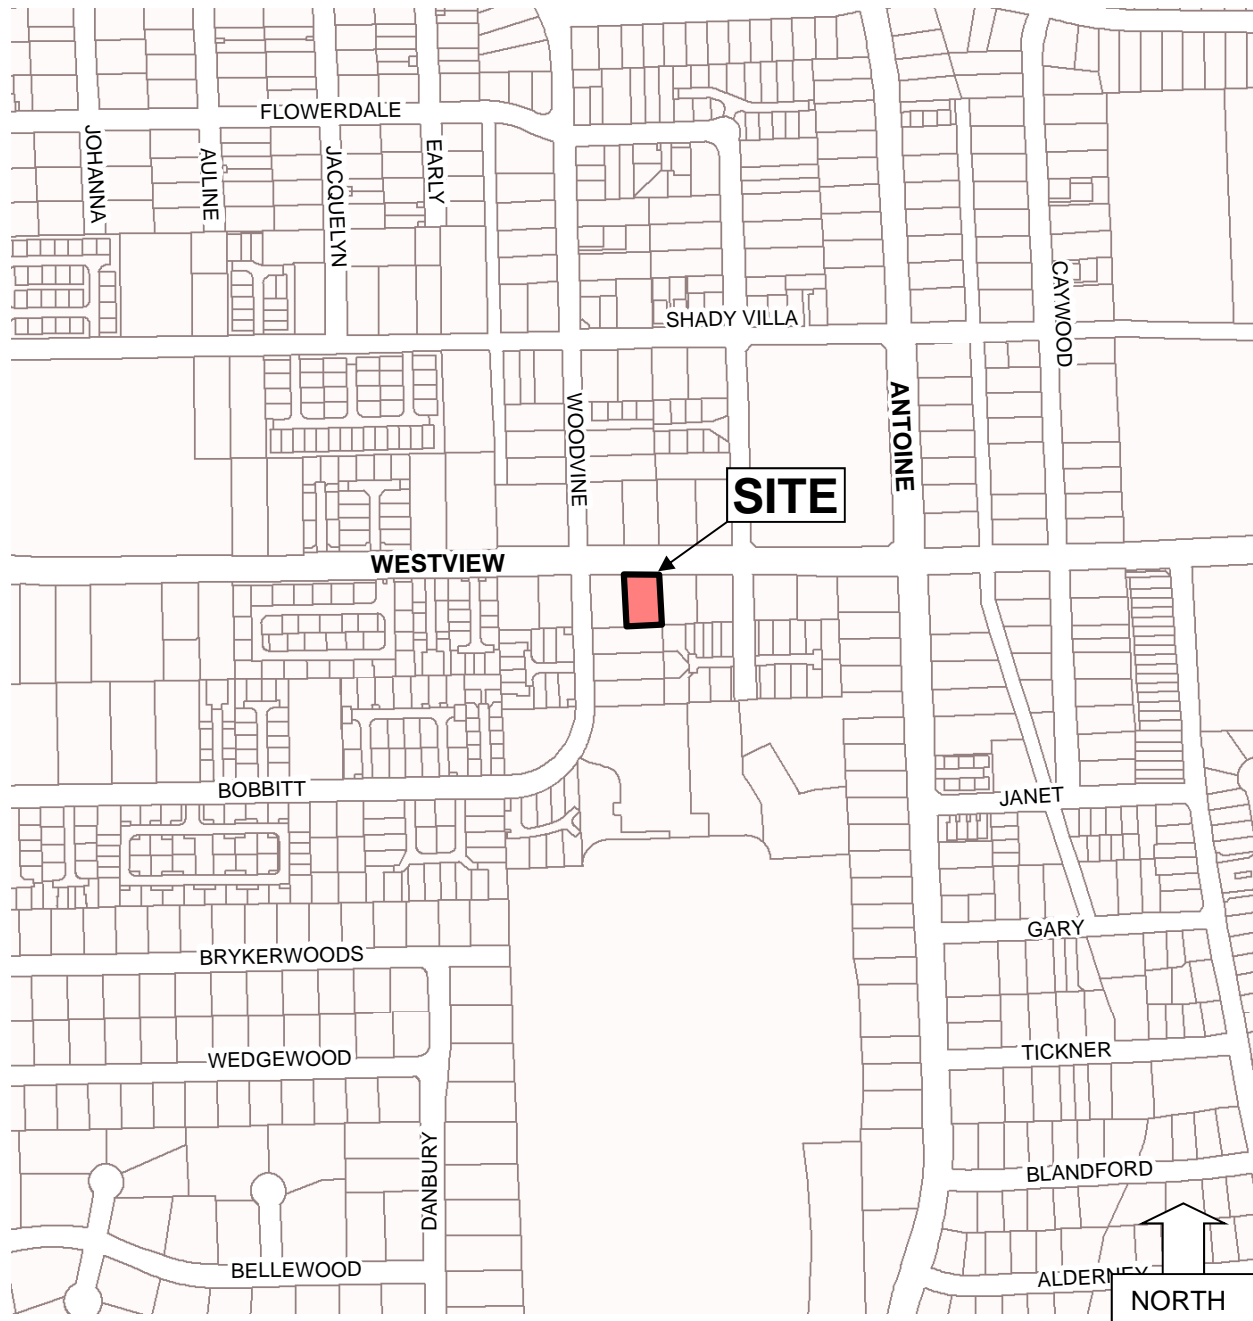 FLOWERDALE
JOHANNA
AULINE
JACQUELYN
EARLY
CAYWOOD
SHADY VILLA
WOODVINE
ANTOINE
SITE
WESTVIEW
BOBBITT
JANET
GARY
BRYKERWOODS
WEDGEWOOD
TICKNER
DANBURY
BLANDFORD
BELLEWOOD
ALDERNEY
NORTH